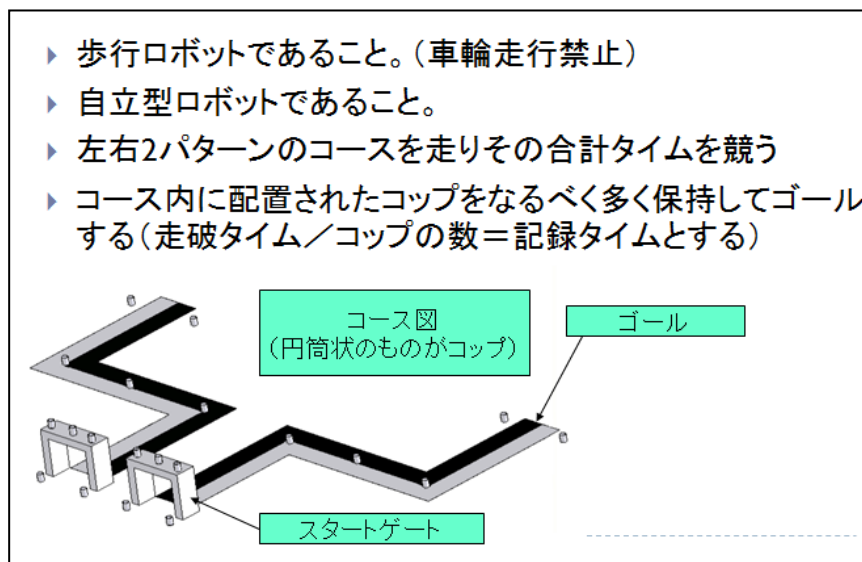 歩行ロボットであること。（車輪走行禁止）
自立型ロボットであること。
左右2パターンのコースを走りその合計タイムを競う
コース内に配置されたコップをなるべく多く保持してゴール
する（走破タイム／コップの数＝記録タイムとする）
コース図
（円筒状のものがコップ）
ゴール
スタートゲート